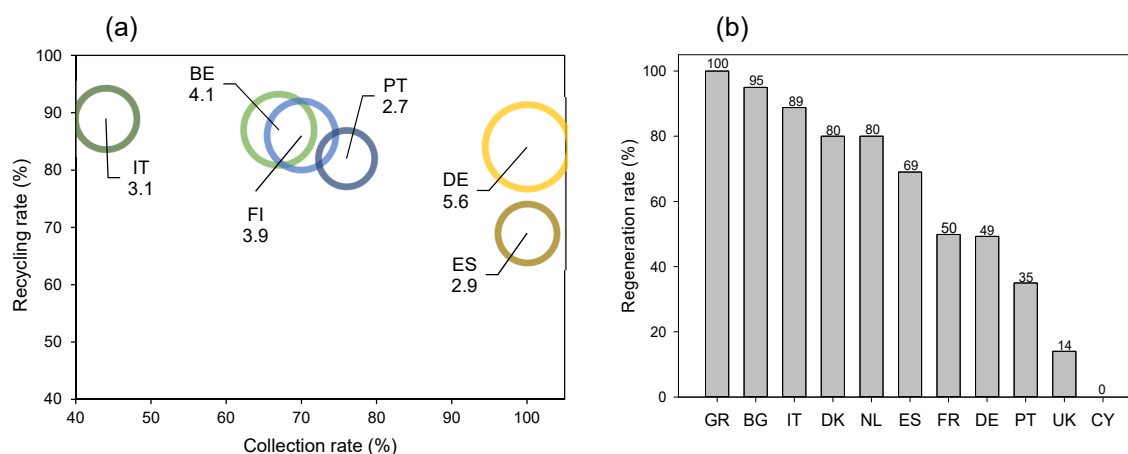 (a)
100
90
80
70
60
50
40
Recycling rate (%)
BE
4.1
PT
2.7
IT
3.1
FI
3.9
DE
5.6
ES
2.9
40 50 60 70 80 90 100
Collection rate (%)
(b)
100
80
60
40
20
0
Regeneration rate (%)
100
95
89
80
80
69
50
49
35
14
0
GR BG IT DK NL ES FR DE PT UK CY